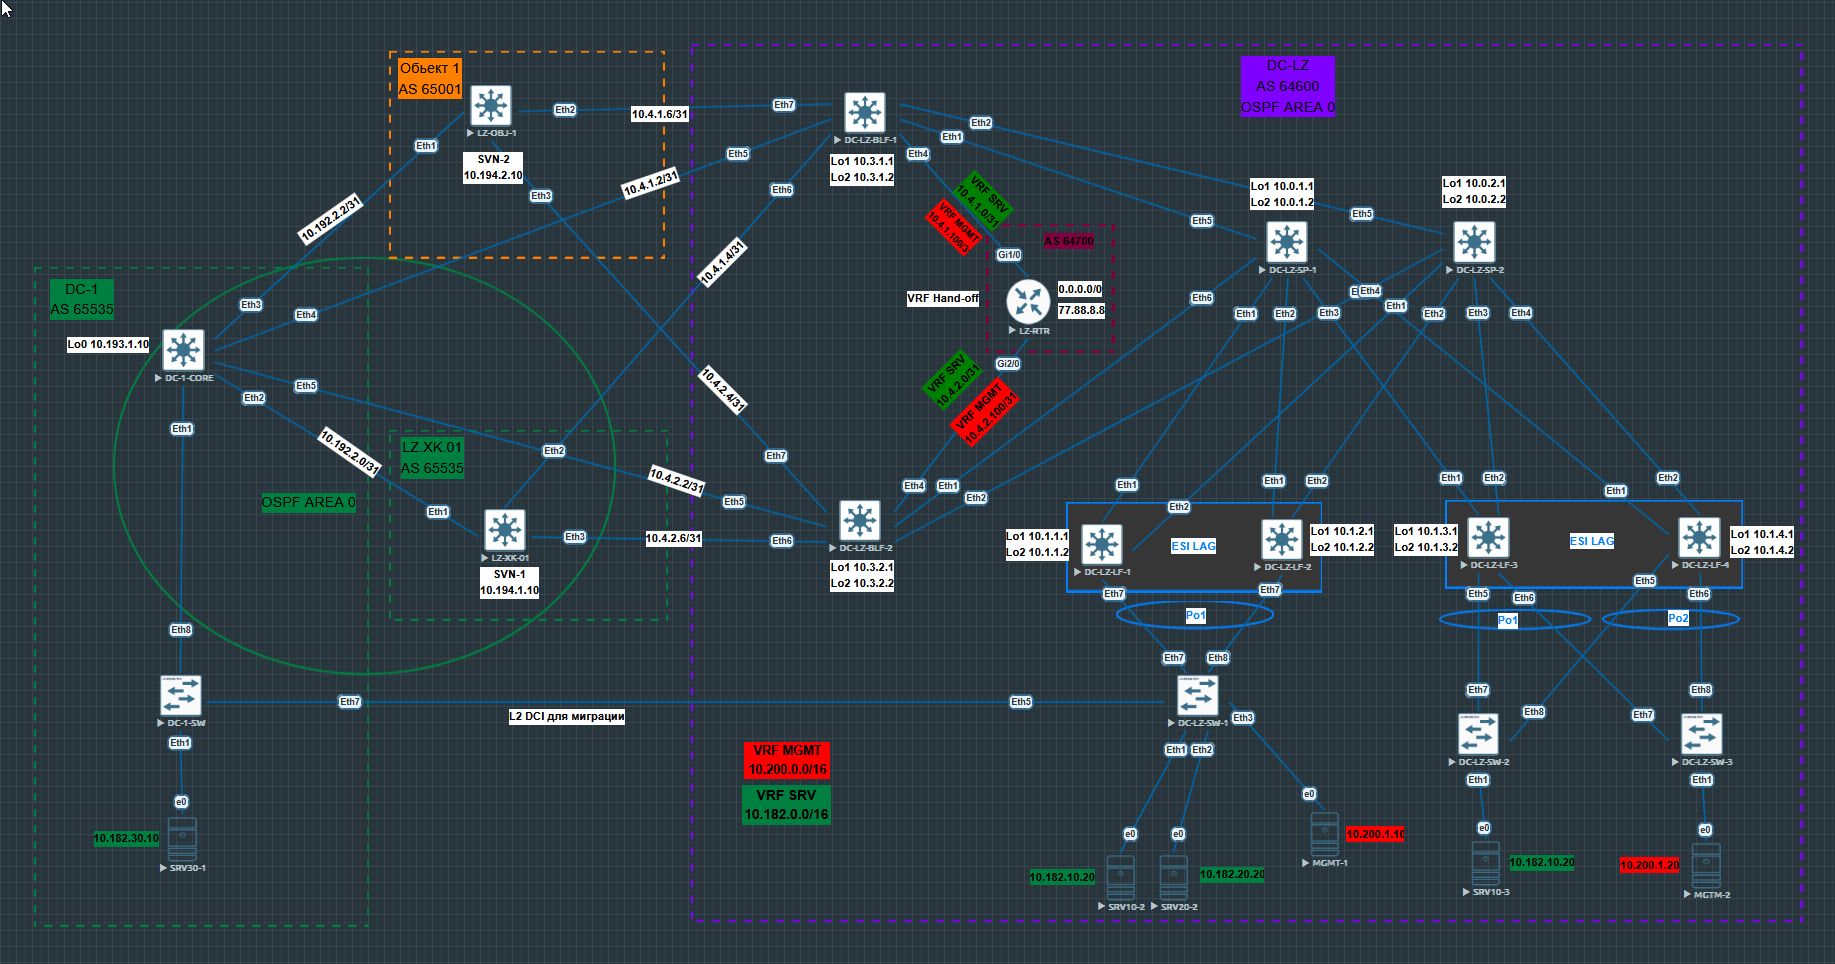 Обьект 1
AS 65001
LZ-OBJ-1
SVN-2
10.194.2.10
Eth1
Eth2
Eth3
10.4.1.6/31
Eth7
10.192.2.2/31
10.4.1.2/31
Eth5
10.4.1.4/31
Eth6
DC-LZ-BLF-1
Lo1 10.3.1.1
Lo2 10.3.1.2
Eth4
Eth1
Eth2
DC-LZ
AS 64600
OSPF AREA 0
VRF SRV
10.4.1.0/31
VRF MGMT
10.4.1.100/31
AS 64700
Gi1/0
VRF Hand-off
0.0.0.0/0
77.88.8.8
LZ-RTR
Gi2/0
VRF SRV
10.4.2.0/31
VRF MGMT
10.4.2.100/31
Lo1 10.0.1.1
Lo2 10.0.1.2
Eth5
Eth6
DC-LZ-SP-1
Eth1
Eth2
Eth3
Eth4
Lo1 10.0.2.1
Lo2 10.0.2.2
Eth5
DC-LZ-SP-2
Eth1
Eth2
Eth3
Eth4
DC-1
AS 65535
Lo0 10.193.1.10
DC-1-CORE
Eth3
Eth4
Eth5
Eth2
Eth1
10.192.2.0/31
OSPF AREA 0
LZ XK 01
AS 65535
Eth1
Eth2
Eth3
LZ-XK-01
SVN-1
10.194.1.10
10.4.2.4/31
10.4.2.2/31
10.4.2.6/31
Eth7
Eth5
Eth6
Eth4
Eth1
Eth2
DC-LZ-BLF-2
Lo1 10.3.2.1
Lo2 10.3.2.2
Eth1
Eth2
Lo1 10.1.1.1
Lo2 10.1.1.2
DC-LZ-LF-1
Eth7
ESI LAG
Eth1
Eth2
Lo1 10.1.2.1
Lo2 10.1.2.2
DC-LZ-LF-2
Eth7
Po1
Eth1
Eth2
Lo1 10.1.3.1
Lo2 10.1.3.2
DC-LZ-LF-3
Eth5
Eth6
ESI LAG
Eth1
Eth2
Lo1 10.1.4.1
Lo2 10.1.4.2
DC-LZ-LF-4
Eth5
Eth6
Po1
Po2
Eth8
DC-1-SW
Eth7
L2 DCI для миграции
Eth5
Eth7
Eth8
DC-LZ-SW-1
Eth3
Eth1
Eth2
Eth7
Eth8
DC-LZ-SW-2
Eth1
Eth7
Eth8
DC-LZ-SW-3
Eth1
VRF MGMT
10.200.0.0/16
VRF SRV
10.182.0.0/16
Eth1
e0
10.182.30.10
SRV30-1
e0
10.182.10.20
SRV10-2
e0
10.182.20.20
SRV20-2
e0
10.200.1.10
MGMT-1
e0
10.182.10.20
SRV10-3
e0
10.200.1.20
MGTM-2